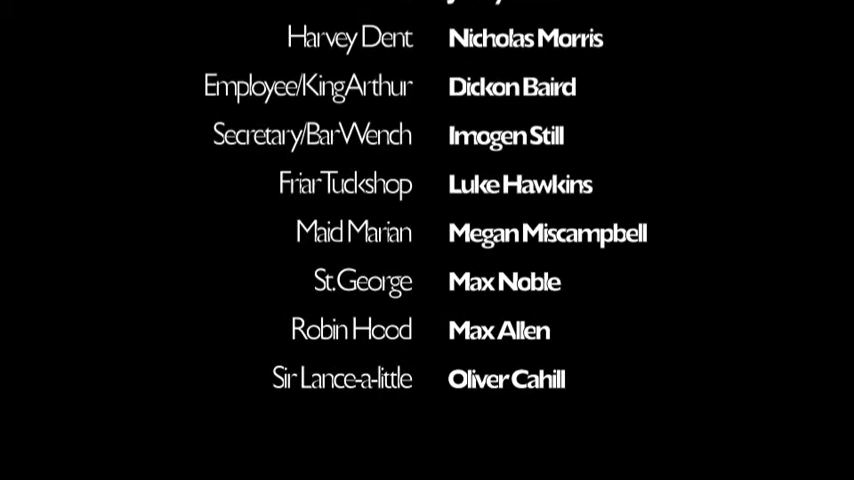 Harvey Dent Nicholas Morris
Employee/King Arthur Dickon Baird
Secretary/Bar Wench Imogen Still
Friar Tuckshop Luke Hawkins
Maid Marian Megan Miscampbell
St. George Max Noble
Robin Hood Max Allen
Sir Lance-a-little Oliver Cahill